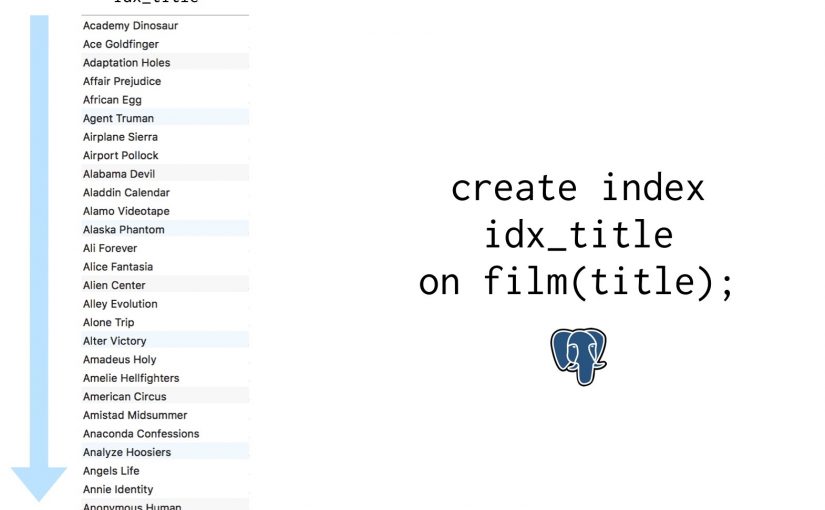 idx_title
Academy Dinosaur
Ace Goldfinger
Adaptation Holes
Affair Prejudice
African Egg
Agent Truman
Airplane Sierra
Airport Pollock
Alabama Devil
Aladdin Calendar
Alamo Videotape
Alaska Phantom
Ali Forever
Alice Fantasia
Alien Center
Alley Evolution
Alone Trip
Alter Victory
Amadeus Holy
Amelie Hellfighters
American Circus
Amistad Midsummer
Anaconda Confessions
Analyze Hoosiers
Angels Life
Annie Identity
Anonymous Human
create index
idx_title
on film(title);